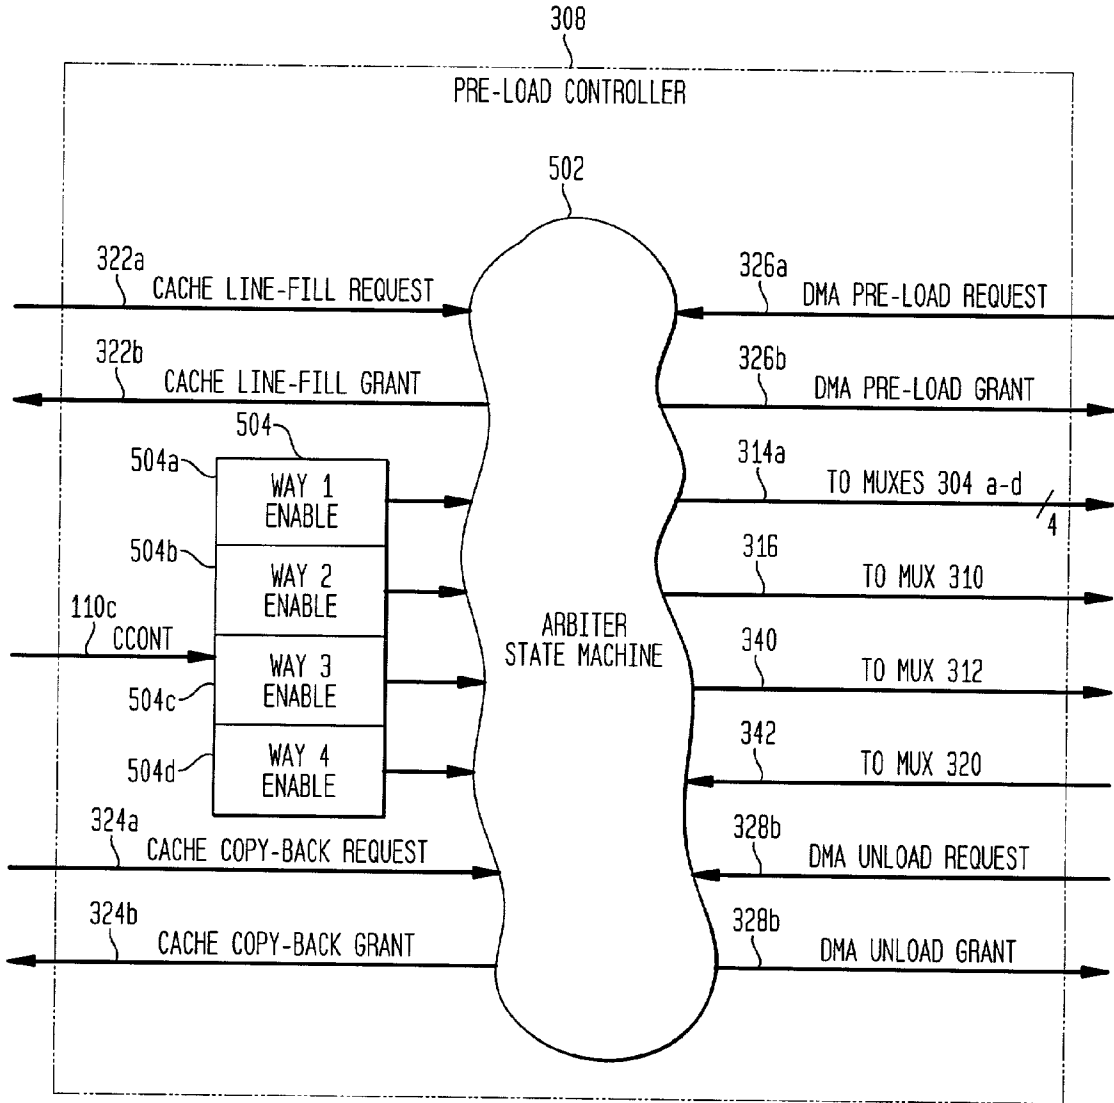 308
PRE-LOAD CONTROLLER
502
322a
CACHE LINE-FILL REQUEST
326a
DMA PRE-LOAD REQUEST
322b
CACHE LINE-FILL GRANT
326b
DMA PRE-LOAD GRANT
504
504a
WAY 1
ENABLE
314a
TO MUXES 304 a-d
4
504b
WAY 2
ENABLE
316
TO MUX 310
110c
CCONT
ARBITER
STATE MACHINE
504c
WAY 3
ENABLE
340
TO MUX 312
504d
WAY 4
ENABLE
342
TO MUX 320
324a
CACHE COPY-BACK REQUEST
328b
DMA UNLOAD REQUEST
324b
CACHE COPY-BACK GRANT
328b
DMA UNLOAD GRANT